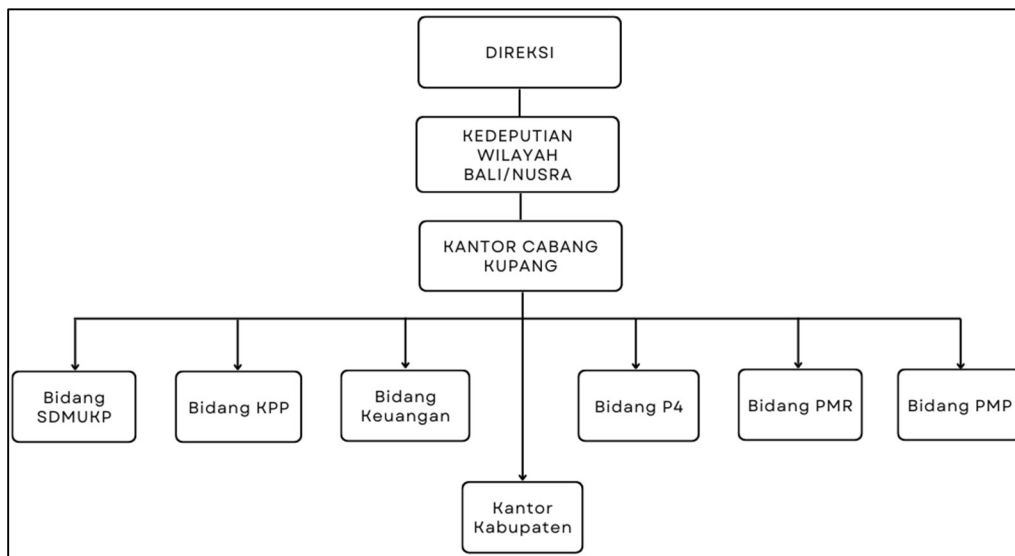 DIREKSI
KEDEPUTIAN
WILAYAH
BALI/NUSRA
KANTOR CABANG
KUPANG
Bidang
SDMUKP
Bidang KPP
Bidang
Keuangan
Bidang P4
Bidang PMR
Bidang PMP
Kantor
Kabupaten